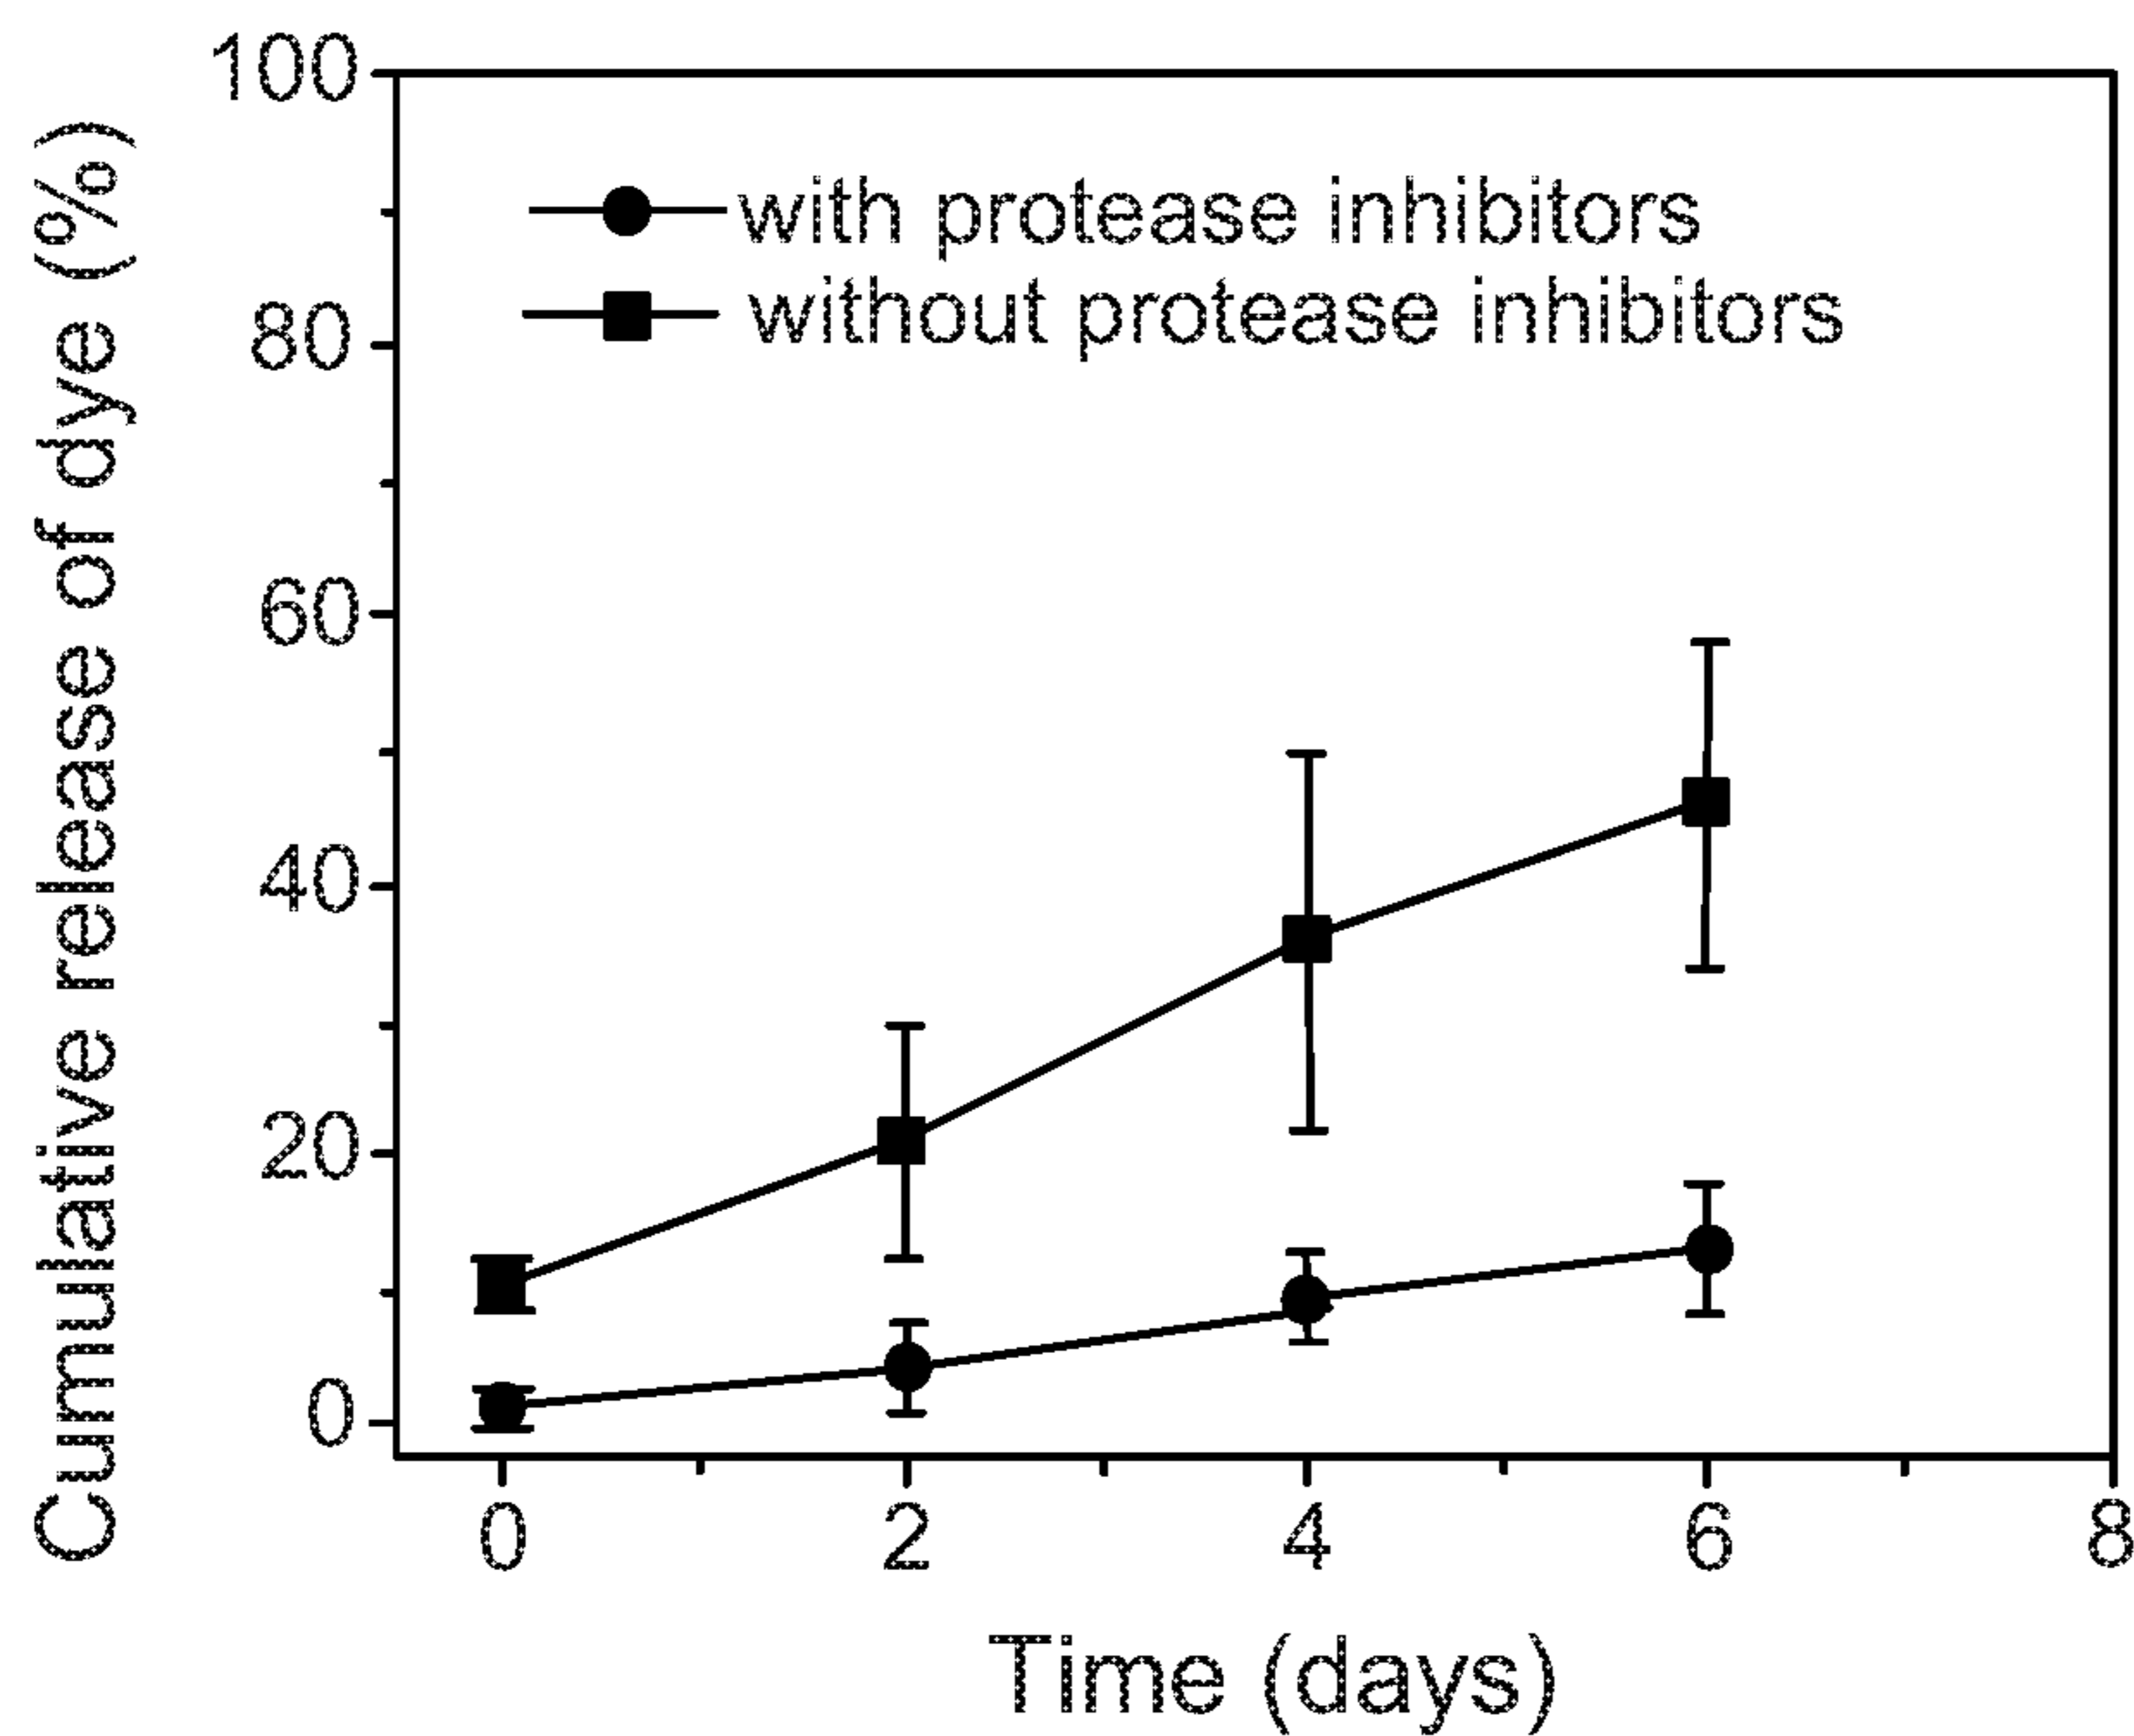 Cumulative release of dye (%)
100
80
60
40
20
0
with protease inhibitors
without protease inhibitors
0 2 4 6 8
Time (days)